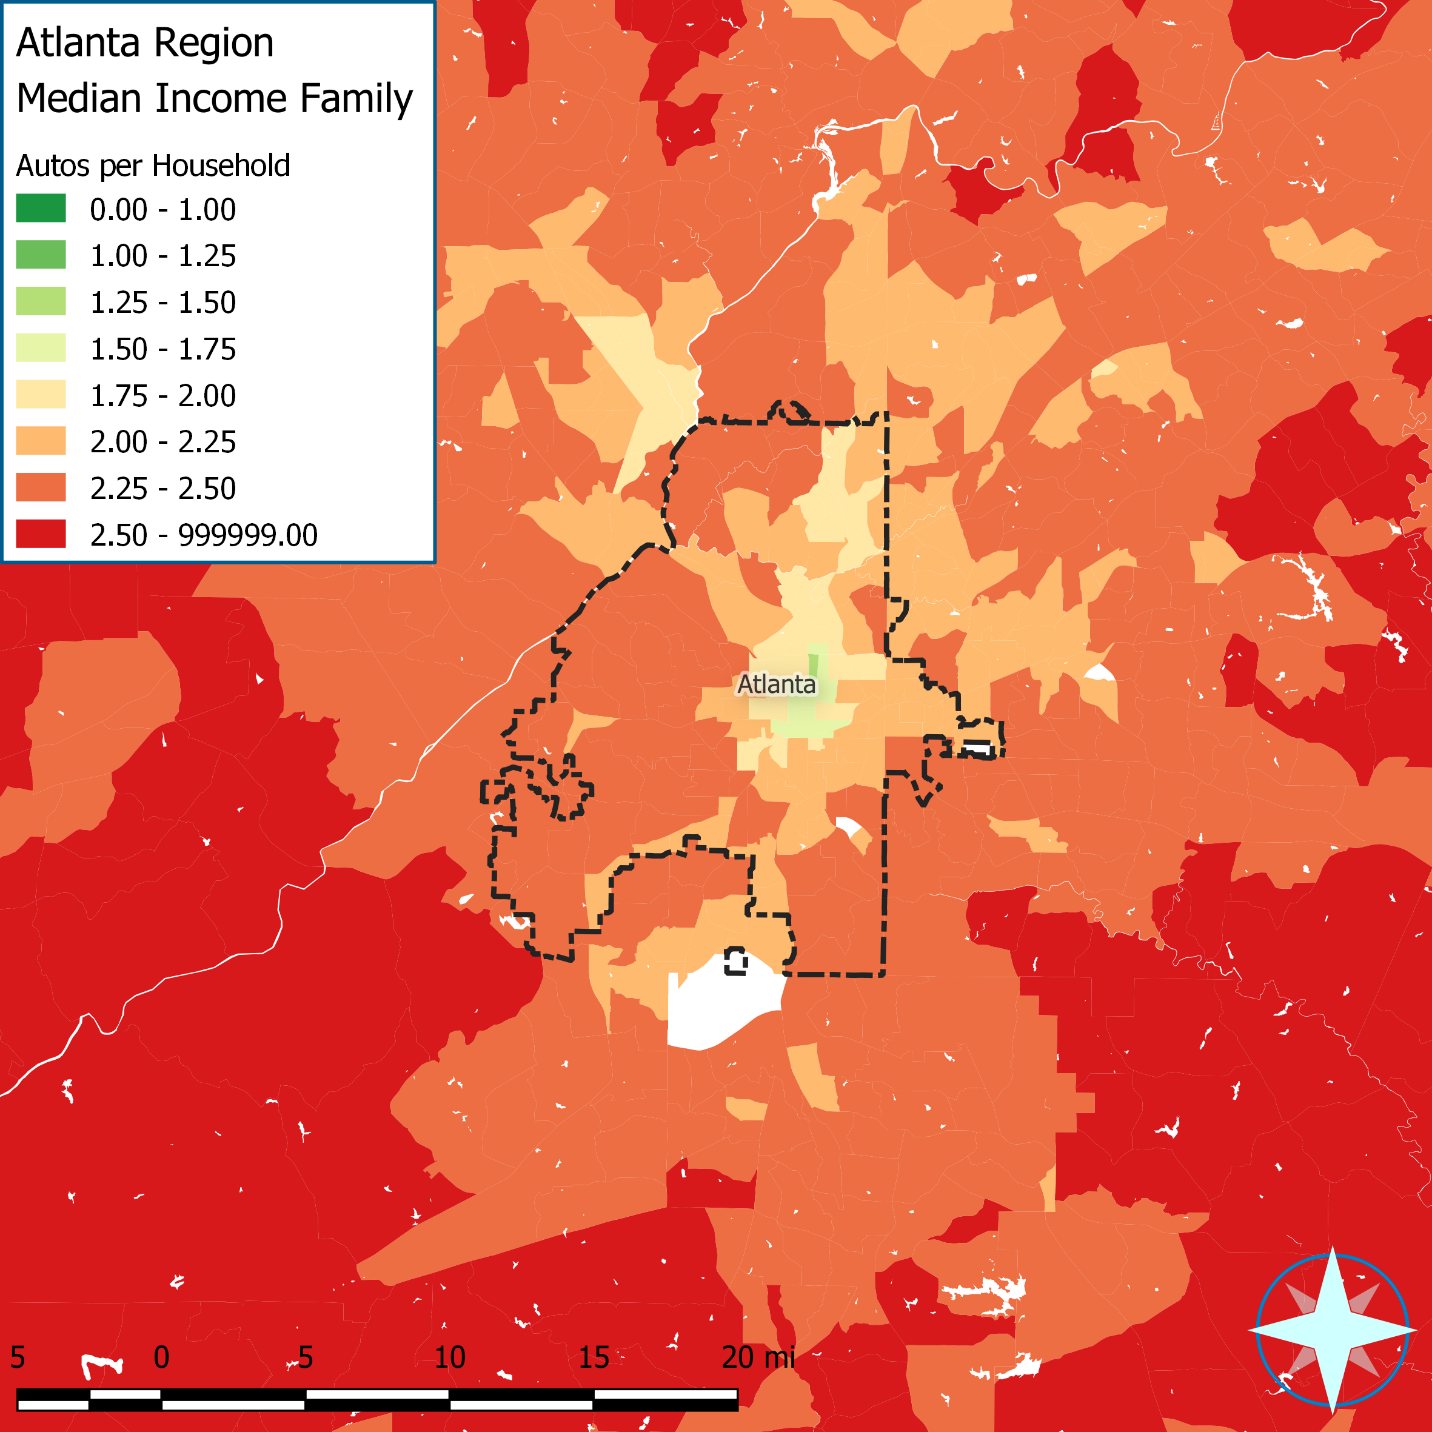 Atlanta Region
Median Income Family
Autos per Household
0.00 - 1.00
1.00 - 1.25
1.25 - 1.50
1.50 - 1.75
1.75 - 2.00
2.00 - 2.25
2.25 - 2.50
2.50 - 999999.00
Atlanta
5 0 5 10 15 20 mi